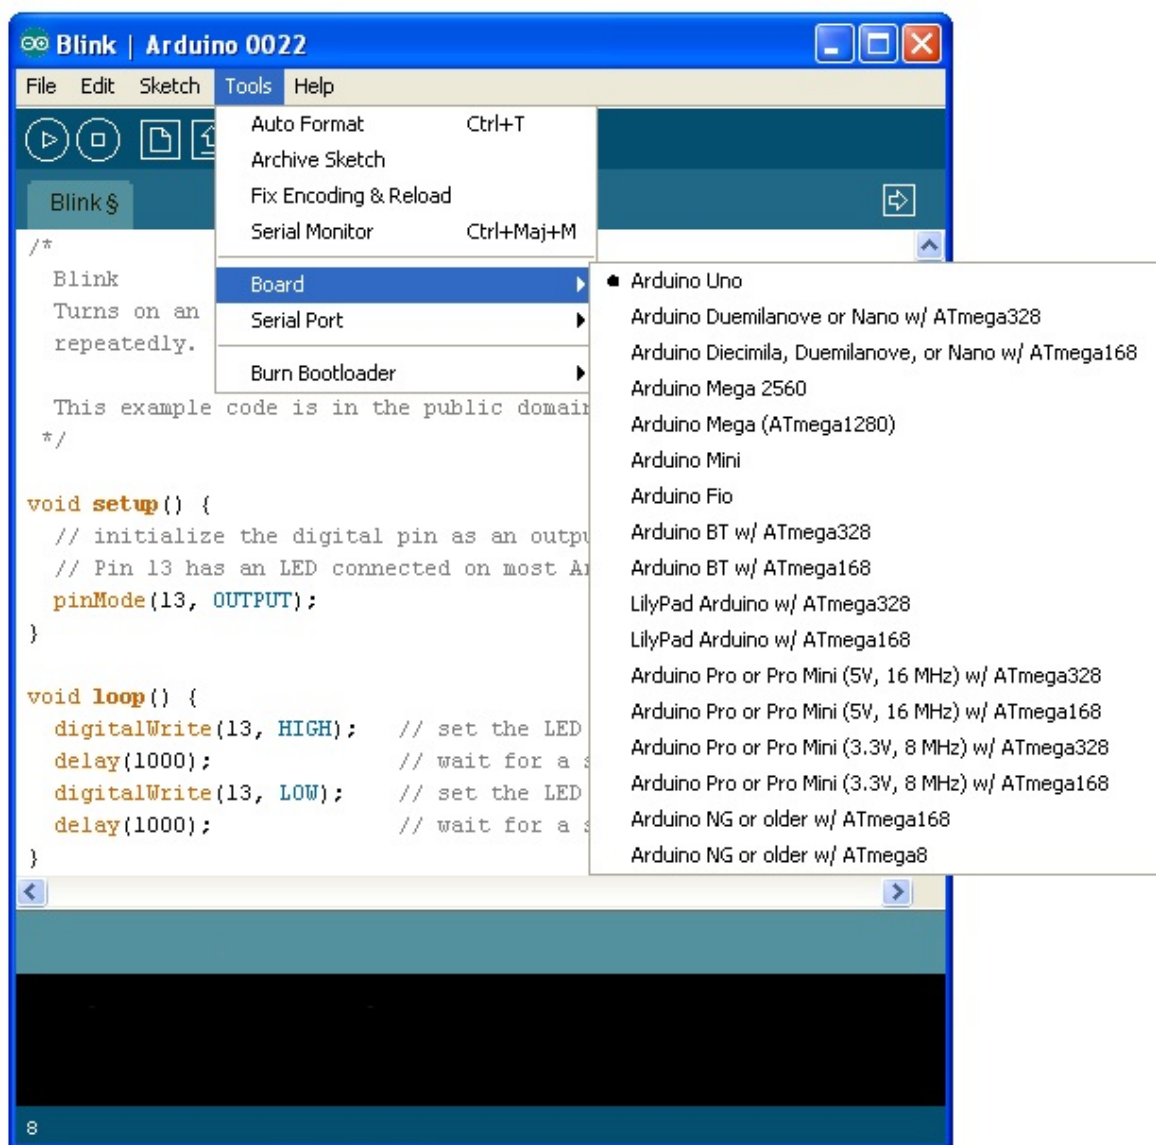 Blink | Arduino 0022
File Edit Sketch Tools Help
Auto Format Ctrl+T
Archive Sketch
Fix Encoding & Reload
Serial Monitor Ctrl+Maj+M
Board
Serial Port
Burn Bootloader
Arduino Uno
Arduino Duemilanove or Nano w/ ATmega328
Arduino Diecimila, Duemilanove, or Nano w/ ATmega168
Arduino Mega 2560
Arduino Mega (ATmega1280)
Arduino Mini
Arduino Fio
Arduino BT w/ ATmega328
Arduino BT w/ ATmega168
LilyPad Arduino w/ ATmega328
LilyPad Arduino w/ ATmega168
Arduino Pro or Pro Mini (5V, 16 MHz) w/ ATmega328
Arduino Pro or Pro Mini (5V, 16 MHz) w/ ATmega168
Arduino Pro or Pro Mini (3.3V, 8 MHz) w/ ATmega328
Arduino Pro or Pro Mini (3.3V, 8 MHz) w/ ATmega168
Arduino NG or older w/ ATmega168
Arduino NG or older w/ ATmega8
Blink§
/*
Blink
Turns on an
repeatedly.
This example code is in the public
*/
void setup() {
// initialize the digital pin as an
// Pin 13 has an LED connected on most
pinMode(13, OUTPUT);
}
void loop() {
digitalWrite(13, HIGH); // set the LED
delay(1000); // wait for a
digitalWrite(13, LOW); // set the LED
delay(1000); // wait for a
}
8